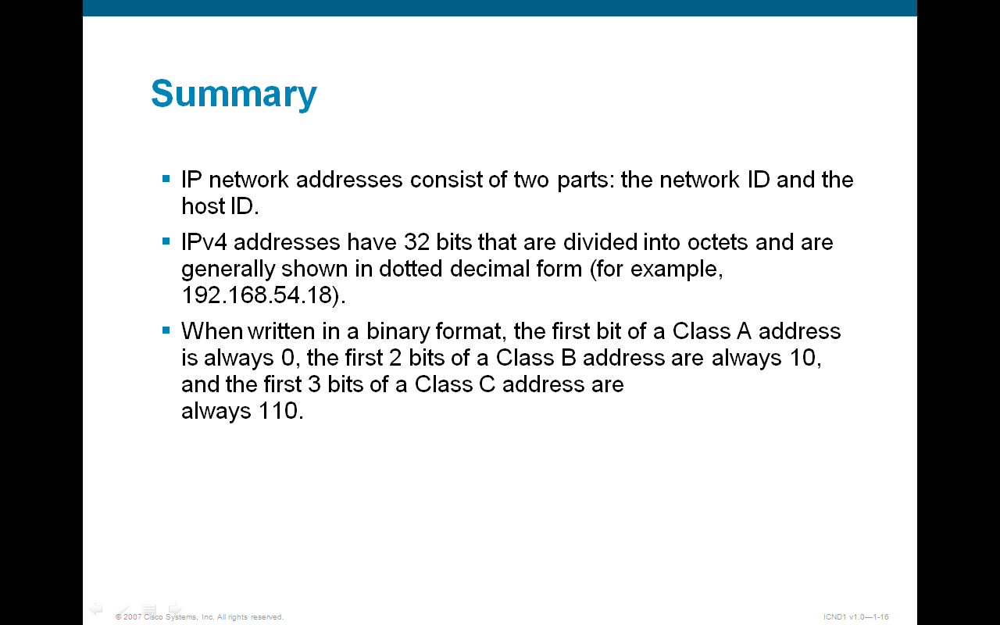 Summary
IP network addresses consist of two parts: the network ID and the
host ID.
IPv4 addresses have 32 bits that are divided into octets and are
generally shown in dotted decimal form (for example,
192.168.54.18).
When written in a binary format, the first bit of a Class A address
is always 0, the first 2 bits of a Class B address are always 10,
and the first 3 bits of a Class C address are
always 110.
© 2007 Cisco Systems, Inc. All rights reserved.
ICND1 v1.0—1-16